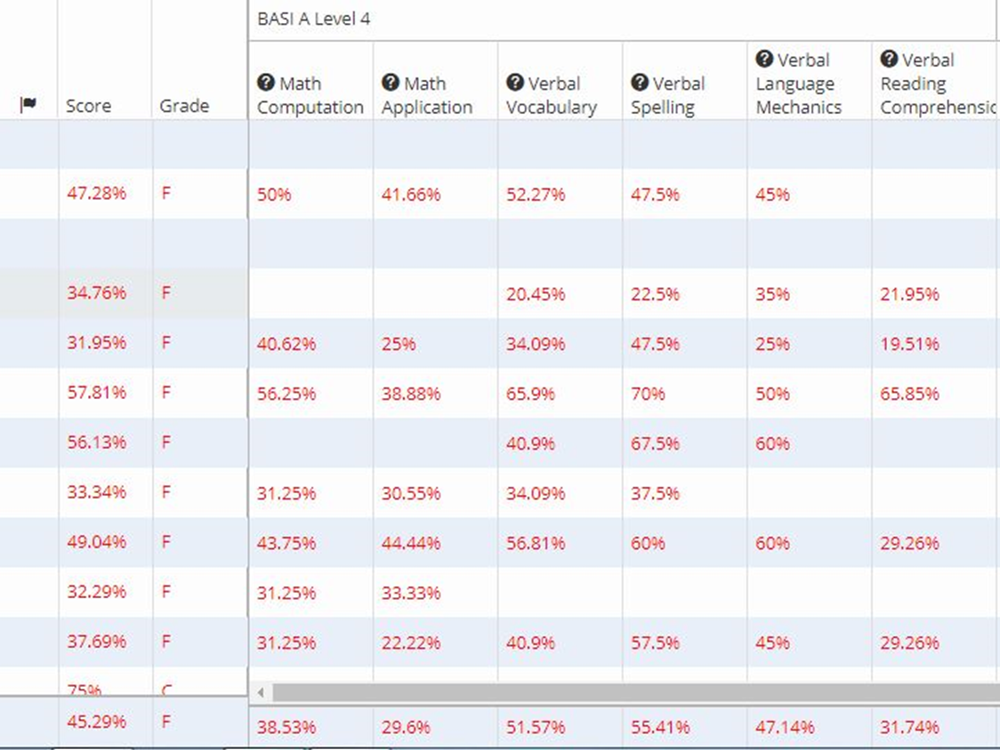 BASI A Level 4
Score Grade Math Computation Math Application Verbal Vocabulary Verbal Spelling Verbal Language Mechanics Verbal Reading Comprehensic
47.28% F 50% 41.66% 52.27% 47.5% 45%
34.76% F 20.45% 22.5% 35% 21.95%
31.95% F 40.62% 25% 34.09% 47.5% 25% 19.51%
57.81% F 56.25% 38.88% 65.9% 70% 50% 65.85%
56.13% F 40.9% 67.5% 60%
33.34% F 31.25% 30.55% 34.09% 37.5%
49.04% F 43.75% 44.44% 56.81% 60% 60% 29.26%
32.29% F 31.25% 33.33%
37.69% F 31.25% 22.22% 40.9% 57.5% 45% 29.26%
75% C
45.29% F 38.53% 29.6% 51.57% 55.41% 47.14% 31.74%